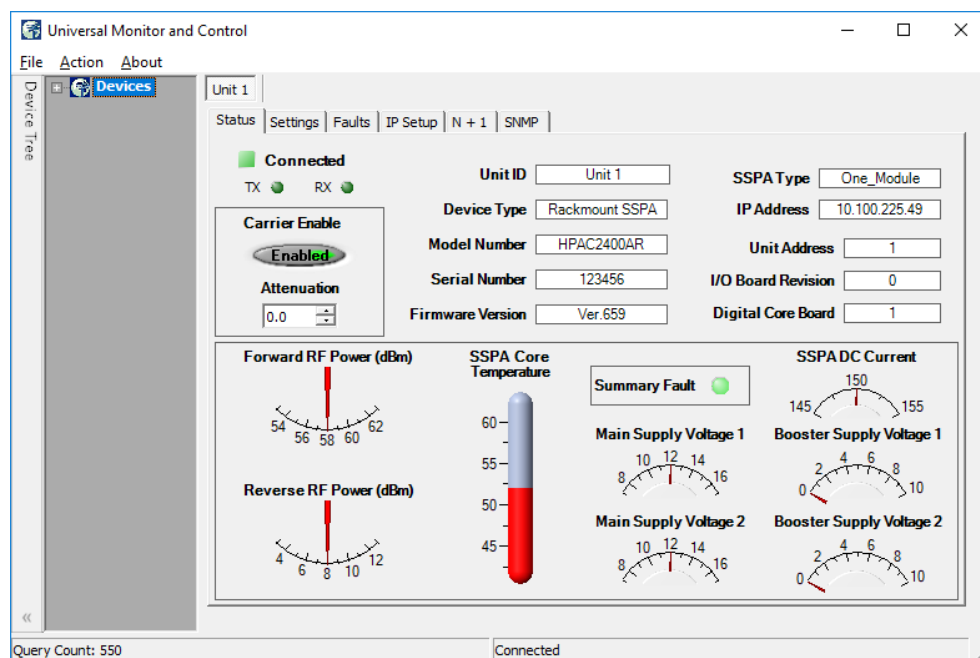 Universal Monitor and Control
File Action About
Device Tree
Devices
Unit 1
Status Settings Faults IP Setup N + 1 SNMP
Connected
TX RX
Carrier Enable
Enabled
Attenuation
0.0
Unit ID Unit 1
Device Type Rackmount SSPA
Model Number HPAC2400AR
Serial Number 123456
Firmware Version Ver.659
SSPA Type One_Module
IP Address 10.100.225.49
Unit Address 1
I/O Board Revision 0
Digital Core Board 1
Forward RF Power (dBm)
54 56 58 60 62
Reverse RF Power (dBm)
4 6 8 10 12
SSPA Core
Temperature
60
55
50
45
Summary Fault
SSPA DC Current
145 150 155
Main Supply Voltage 1
8 10 12 14 16
Booster Supply Voltage 1
0 2 4 6 8 10
Main Supply Voltage 2
8 10 12 14 16
Booster Supply Voltage 2
0 2 4 6 8 10
Query Count: 550
Connected